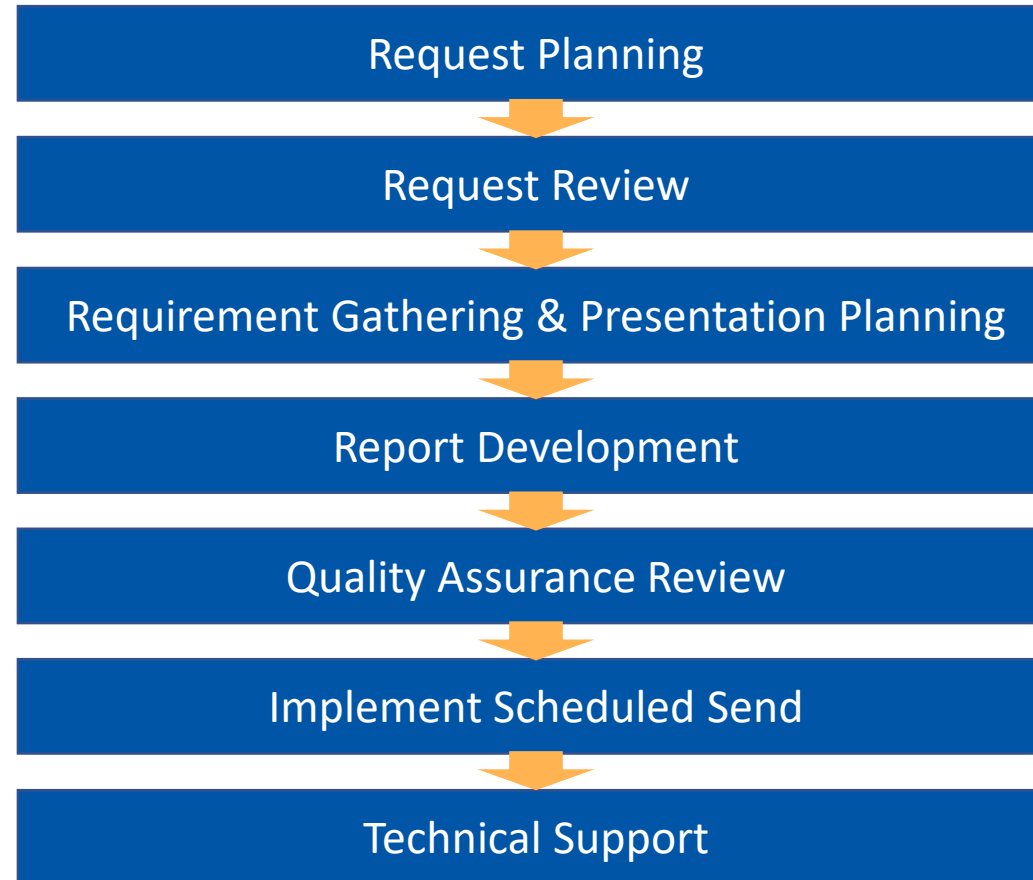 Request Planning
Request Review
Requirement Gathering & Presentation Planning
Report Development
Quality Assurance Review
Implement Scheduled Send
Technical Support